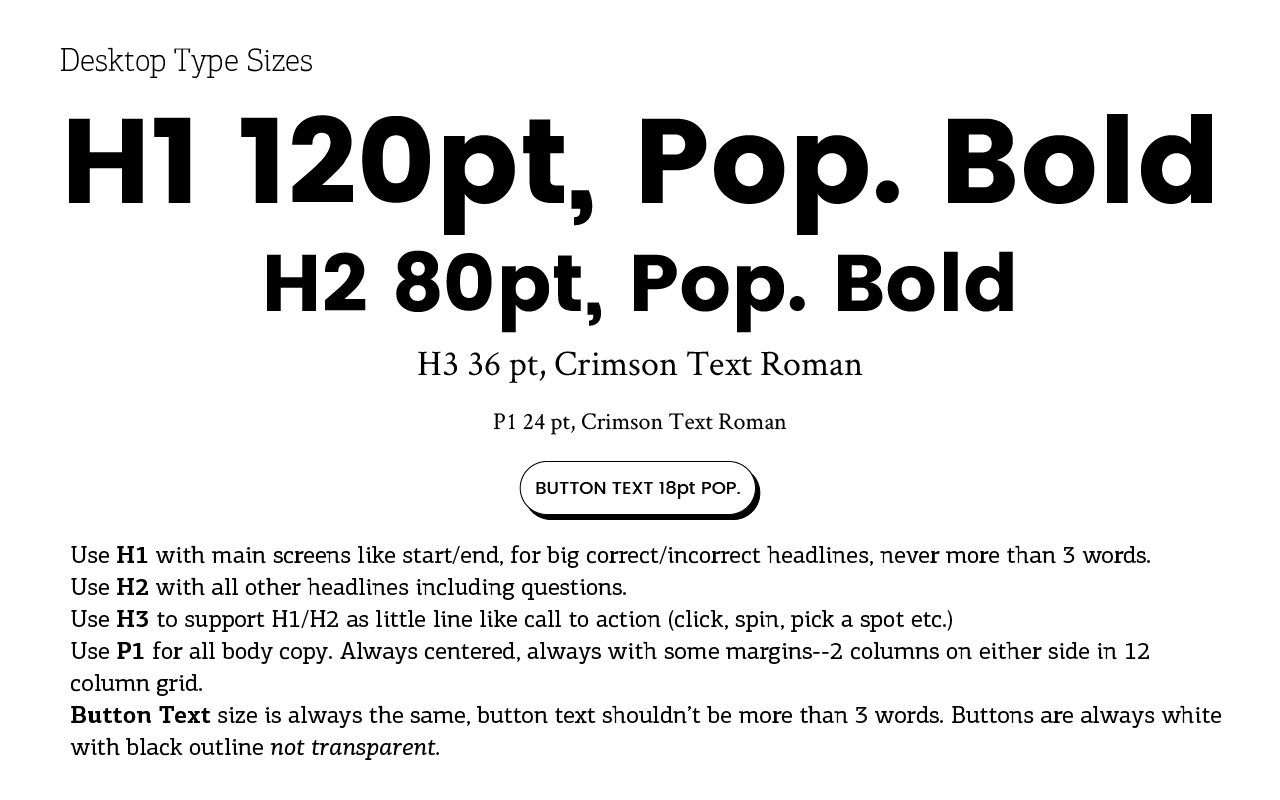 Desktop Type Sizes
H1 120pt, Pop. Bold
H2 80pt, Pop. Bold
H3 36 pt, Crimson Text Roman
P1 24 pt, Crimson Text Roman
BUTTON TEXT 18pt POP.
Use H1 with main screens like start/end, for big correct/incorrect headlines, never more than 3 words.
Use H2 with all other headlines including questions.
Use H3 to support H1/H2 as little line like call to action (click, spin, pick a spot etc.)
Use P1 for all body copy. Always centered, always with some margins--2 columns on either side in 12
column grid.
Button Text size is always the same, button text shouldn’t be more than 3 words. Buttons are always white
with black outline not transparent.